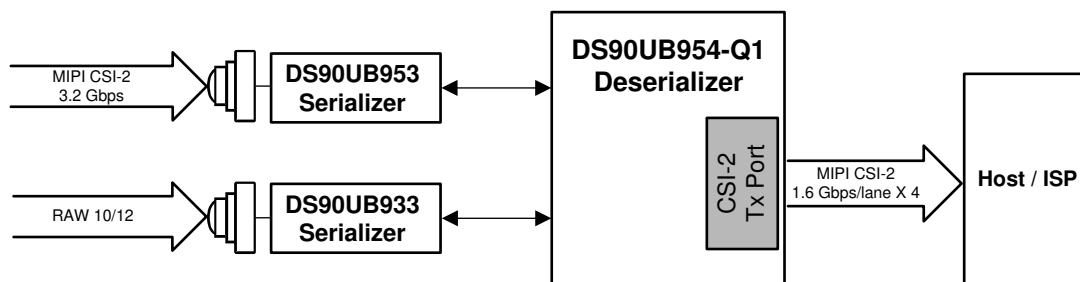 MIPI CSI-2
3.2 Gbps
DS90UB953
Serializer
RAW 10/12
DS90UB933
Serializer
DS90UB954-Q1
Deserializer
CSI-2
Tx Port
MIPI CSI-2
1.6 Gbps/lane X 4
Host / ISP